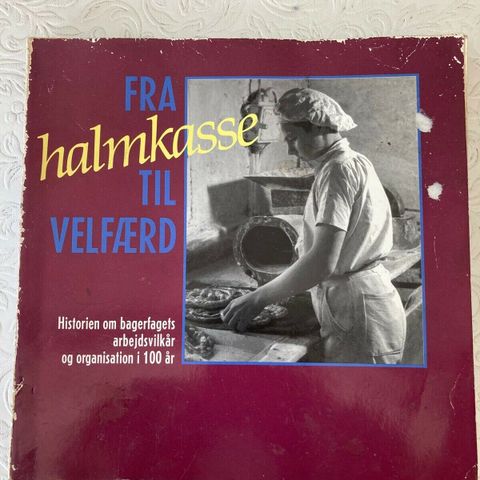 FRA
halmkasse
TIL
VELFÆRD
Historien om bagerfagets
arbejdsvilkår
og organisation i 100 år